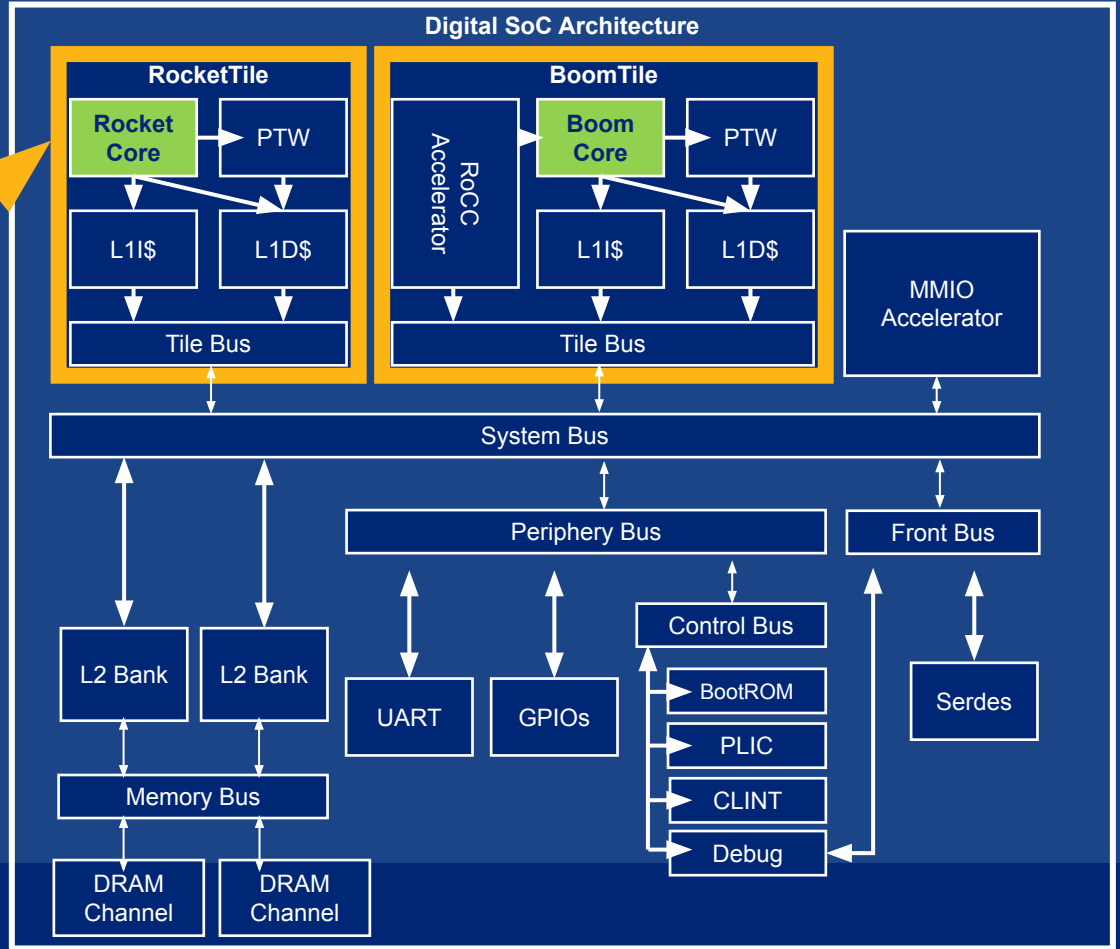 Digital SoC Architecture
RocketTile
Rocket
Core
PTW
L1I$
L1D$
Tile Bus
BoomTile
RoCC
Accelerator
Boom
Core
PTW
L1I$
L1D$
Tile Bus
MMIO
Accelerator
System Bus
Periphery Bus
Front Bus
L2 Bank
L2 Bank
UART
GPIOs
Control Bus
BootROM
PLIC
CLINT
Debug
Serdes
Memory Bus
DRAM
Channel
DRAM
Channel